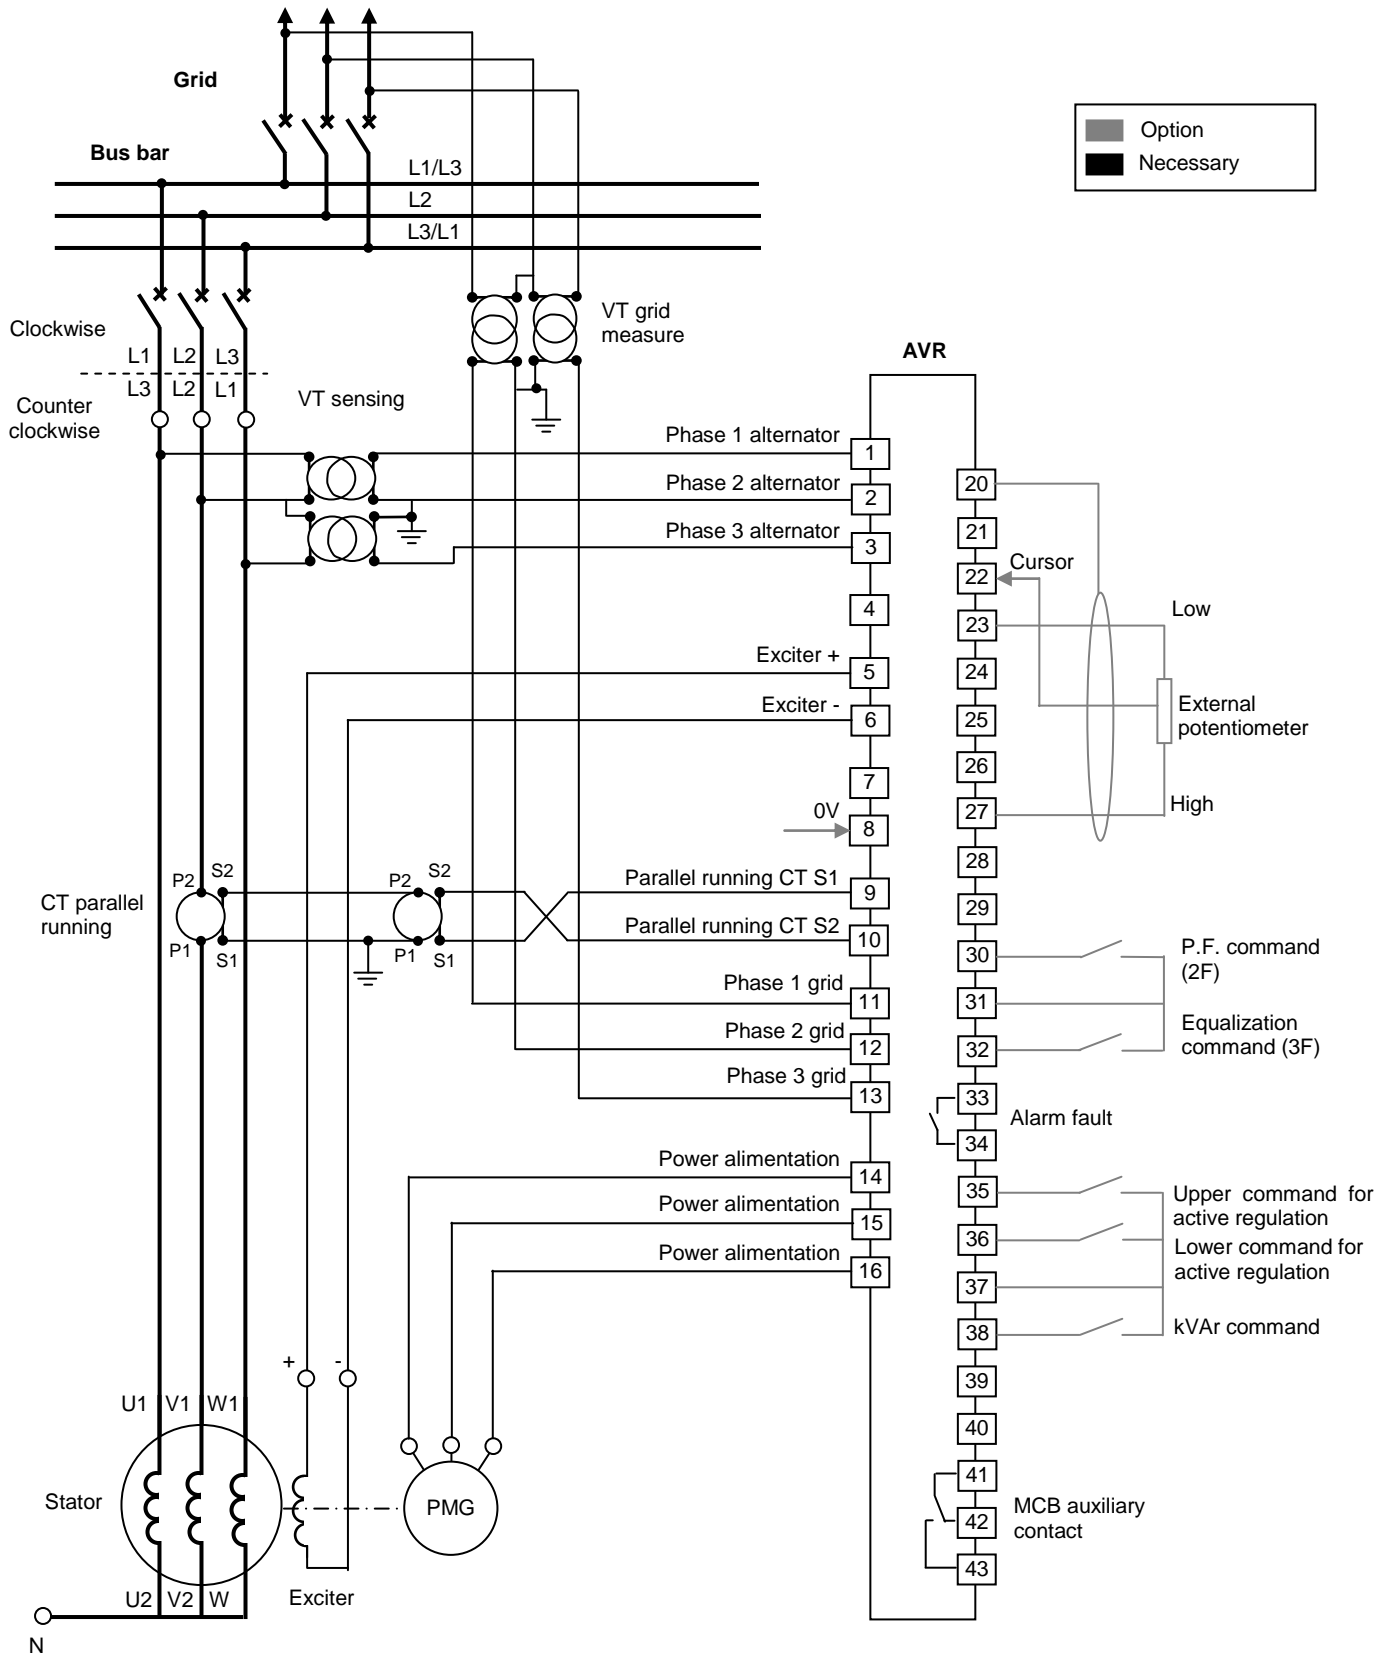 Grid
Option
Necessary
Bus bar
L1/L3
L2
L3/L1
VT grid
measure
Clockwise
L1 L2 L3
L3 L2 L1
Counter
clockwise
VT sensing
AVR
Phase 1 alternator
1
Phase 2 alternator
2
Phase 3 alternator
3
4
Exciter +
5
Exciter -
6
7
0V
8
Parallel running CT S1
9
Parallel running CT S2
10
Phase 1 grid
11
Phase 2 grid
12
Phase 3 grid
13
Power alimentation
14
Power alimentation
15
Power alimentation
16
20
21
22
Cursor
23
Low
24
External
potentiometer
25
26
27
High
28
29
30
P.F. command
(2F)
31
Equalization
command (3F)
32
33
Alarm fault
34
35
Upper command for
active regulation
36
Lower command for
active regulation
37
38
kVAr command
39
40
41
MCB auxiliary
contact
42
43
CT parallel
running
P2 S2
P1 S1
P2 S2
P1 S1
+ -
U1 V1 W1
Stator
PMG
U2 V2 W
Exciter
N